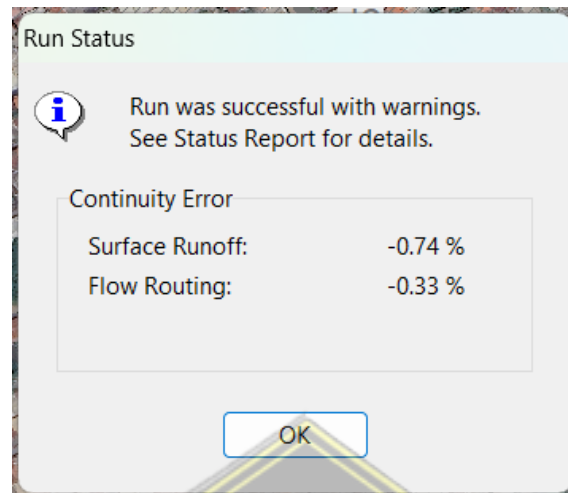 Run Status
Run was successful with warnings.
See Status Report for details.
Continuity Error
Surface Runoff: -0.74 %
Flow Routing: -0.33 %
OK